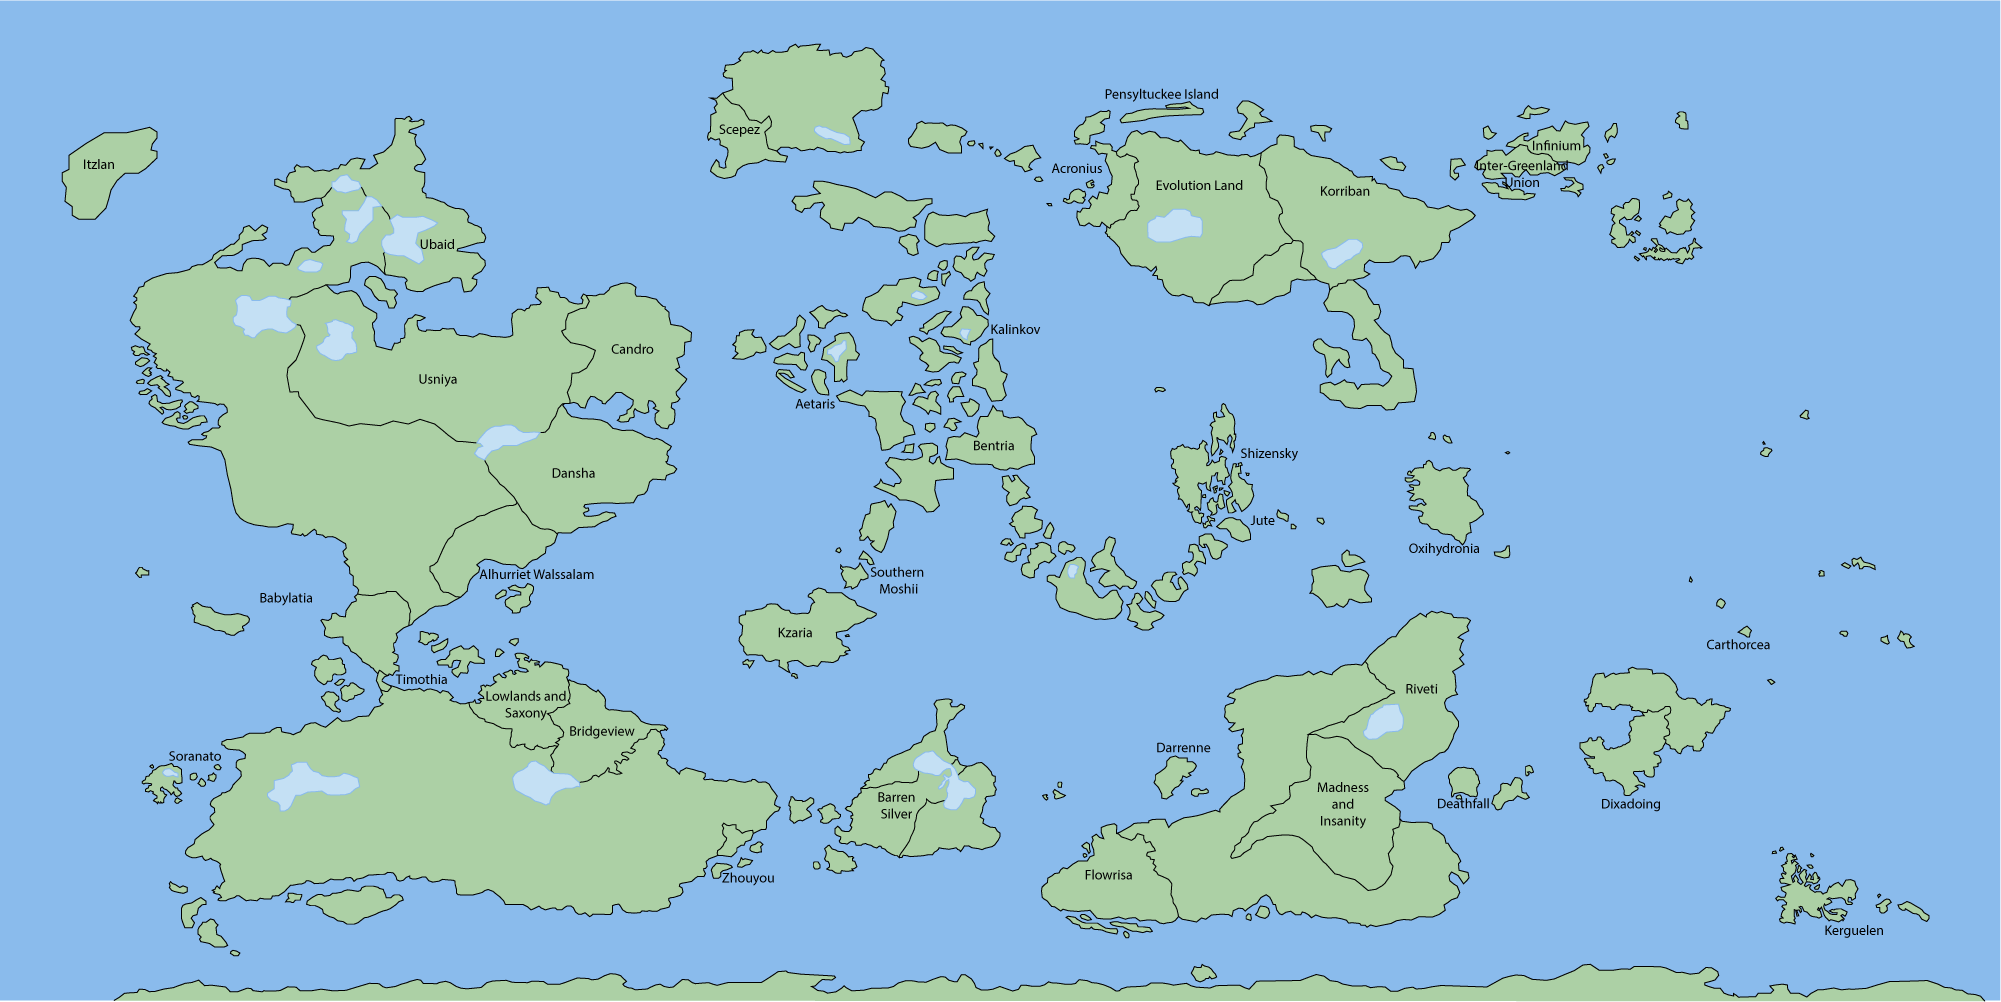 Pensyltuckee Island
Scepez
Infinium
Itzlan
Acronius
Inter-Greenland
Union
Evolution Land
Korriban
Ubaid
Kalinkov
Candro
Usniya
Aetaris
Bentria
Shizensky
Dansha
Jute
Oxihydronia
Alhurriet Walssalam
Southern
Moshii
Babylatia
Kzaria
Carthorcea
Timothia
Riveti
Lowlands and
Saxony
Bridgeview
Darrenne
Soranato
Madness
and
Insanity
Barren
Silver
Deathfall
Dixadoing
Flowrisa
Zhouyou
Kerguelen